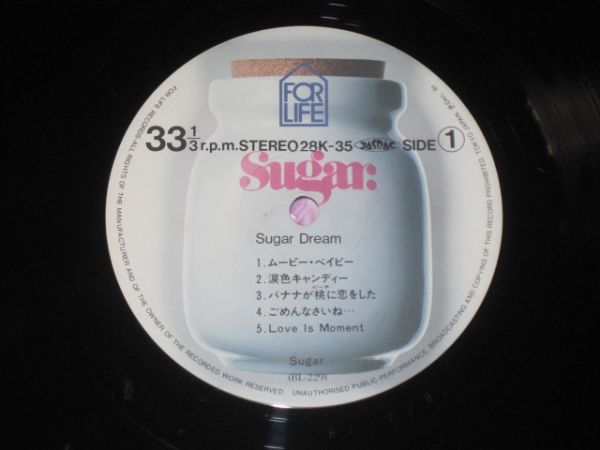 FOR
LIFE
33 1/3 r.p.m. STEREO 28K-35 JASRAC SIDE 1
Sugar:
Sugar Dream
1. ムービー・ベイビー
2. 涙色キャンディー
3. バナナが桃に恋をした
4. ごめんなさいね…
5. Love Is Moment
Sugar
(BL-229)
FOR LIFE RECORDS-ALL RIGHTS OF THE MANUFACTURER AND OF THE OWNER OF THE RECORDED WORK RESERVED. UNAUTHORISED PUBLIC PERFORMANCE, BROADCASTING AND COPYING OF THIS RECORD PROHIBITED. TOKYO JAPAN